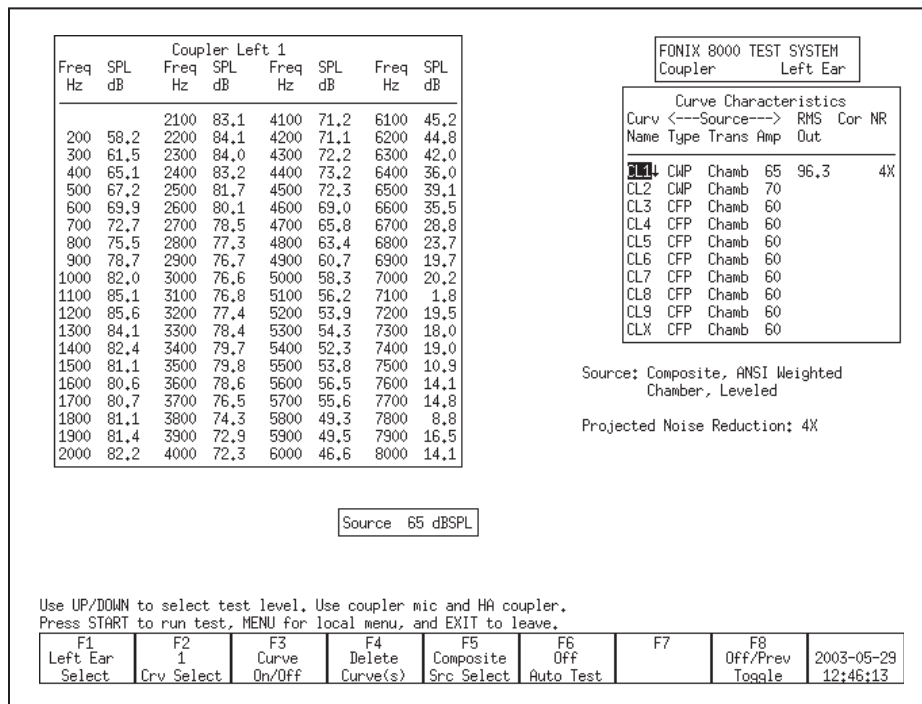 Coupler Left 1
Freq SPL Freq SPL Freq SPL Freq SPL
Hz dB Hz dB Hz dB Hz dB
2100 83.1 4100 71.2 6100 45.2
200 58.2 2200 84.1 4200 71.1 6200 44.8
300 61.5 2300 84.0 4300 72.2 6300 42.0
400 65.1 2400 83.2 4400 73.2 6400 36.0
500 67.2 2500 81.7 4500 72.3 6500 39.1
600 69.9 2600 80.1 4600 69.0 6600 35.5
700 72.7 2700 78.5 4700 65.8 6700 28.8
800 75.5 2800 77.3 4800 63.4 6800 23.7
900 78.7 2900 76.7 4900 60.7 6900 19.7
1000 82.0 3000 76.6 5000 58.3 7000 20.2
1100 85.1 3100 76.8 5100 56.2 7100 1.8
1200 85.6 3200 77.4 5200 53.9 7200 19.5
1300 84.1 3300 78.4 5300 54.3 7300 18.0
1400 82.4 3400 79.7 5400 52.3 7400 19.0
1500 81.1 3500 79.8 5500 53.8 7500 10.9
1600 80.6 3600 78.6 5600 56.5 7600 14.1
1700 80.7 3700 76.5 5700 55.6 7700 14.8
1800 81.1 3800 74.3 5800 49.3 7800 8.8
1900 81.4 3900 72.9 5900 49.5 7900 16.5
2000 82.2 4000 72.3 6000 46.6 8000 14.1
FONIX 8000 TEST SYSTEM
Coupler Left Ear
Curve Characteristics
Curv <---Source---> RMS Cor NR
Name Type Trans Amp Out
CL1↓ CWP Chamb 65 96.3 4X
CL2 CWP Chamb 70
CL3 CFP Chamb 60
CL4 CFP Chamb 60
CL5 CFP Chamb 60
CL6 CFP Chamb 60
CL7 CFP Chamb 60
CL8 CFP Chamb 60
CL9 CFP Chamb 60
CLX CFP Chamb 60
Source: Composite, ANSI Weighted
Chamber, Leveled
Projected Noise Reduction: 4X
Source 65 dBSPL
Use UP/DOWN to select test level. Use coupler mic and HA coupler.
Press START to run test, MENU for local menu, and EXIT to leave.
F1 F2 F3 F4 F5 F6 F7 F8
Left Ear 1 Curve Delete Composite Off Off/Prev 2003-05-29
Select Crv Select On/Off Curve(s) Src Select Auto Test Toggle 12:46:13